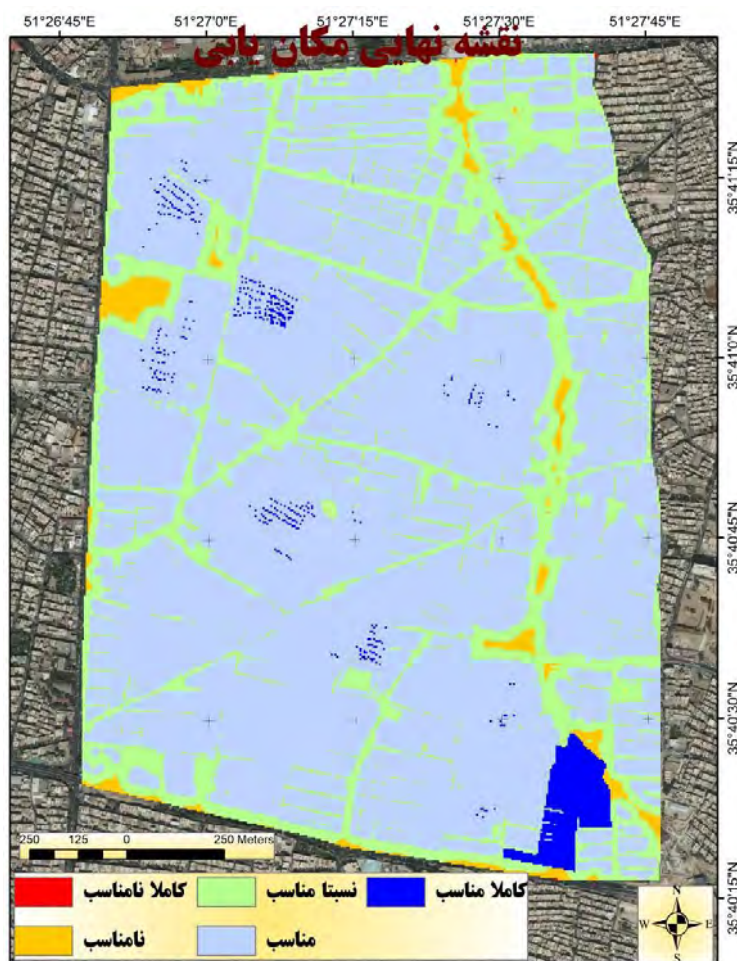 51°26'45"E 51°27'0"E 51°27'15"E 51°27'30"E 51°27'45"E
نقشه نهایی مکان یابی
35°41'15"N
35°41'0"N
35°40'45"N
35°40'30"N
35°40'15"N
250 125 0 250 Meters
کاملا مناسب نسبتا مناسب کاملا نامناسب
مناسب نامناسب
N
W E
S